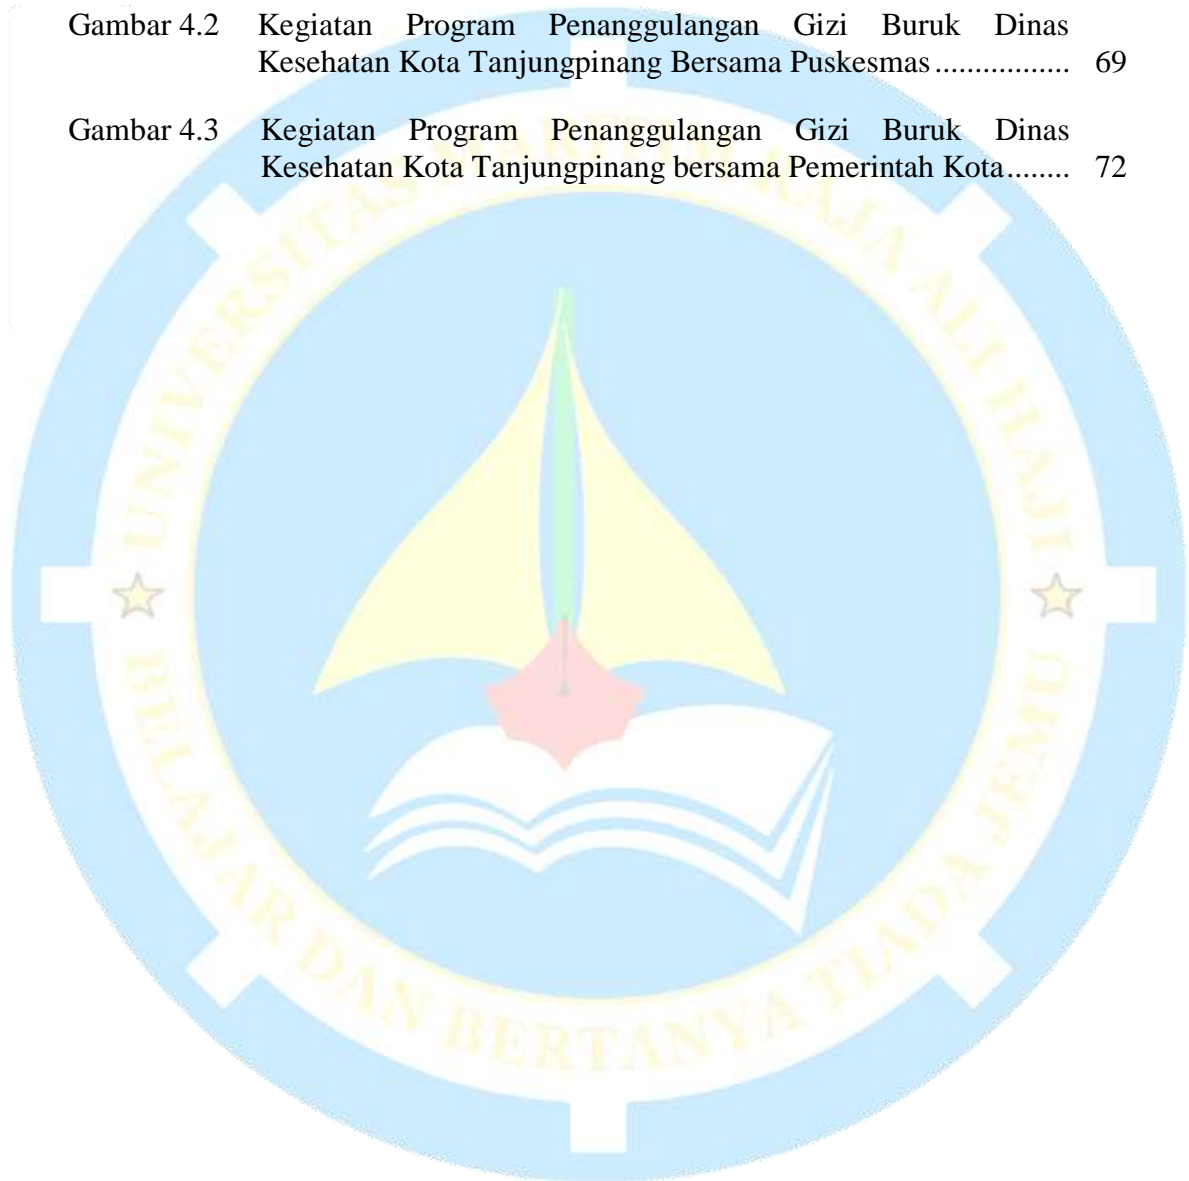 Gambar 4.2 Kegiatan Program Penanggulangan Gizi Buruk Dinas
Kesehatan Kota Tanjungpinang Bersama Puskesmas ................. 69
Gambar 4.3 Kegiatan Program Penanggulangan Gizi Buruk Dinas
Kesehatan Kota Tanjungpinang bersama Pemerintah Kota ........ 72
UNIVERSITAS MARITIM RAJA ALI HAJI
BELAJAR DAN BERTANYA TIADA JEMU